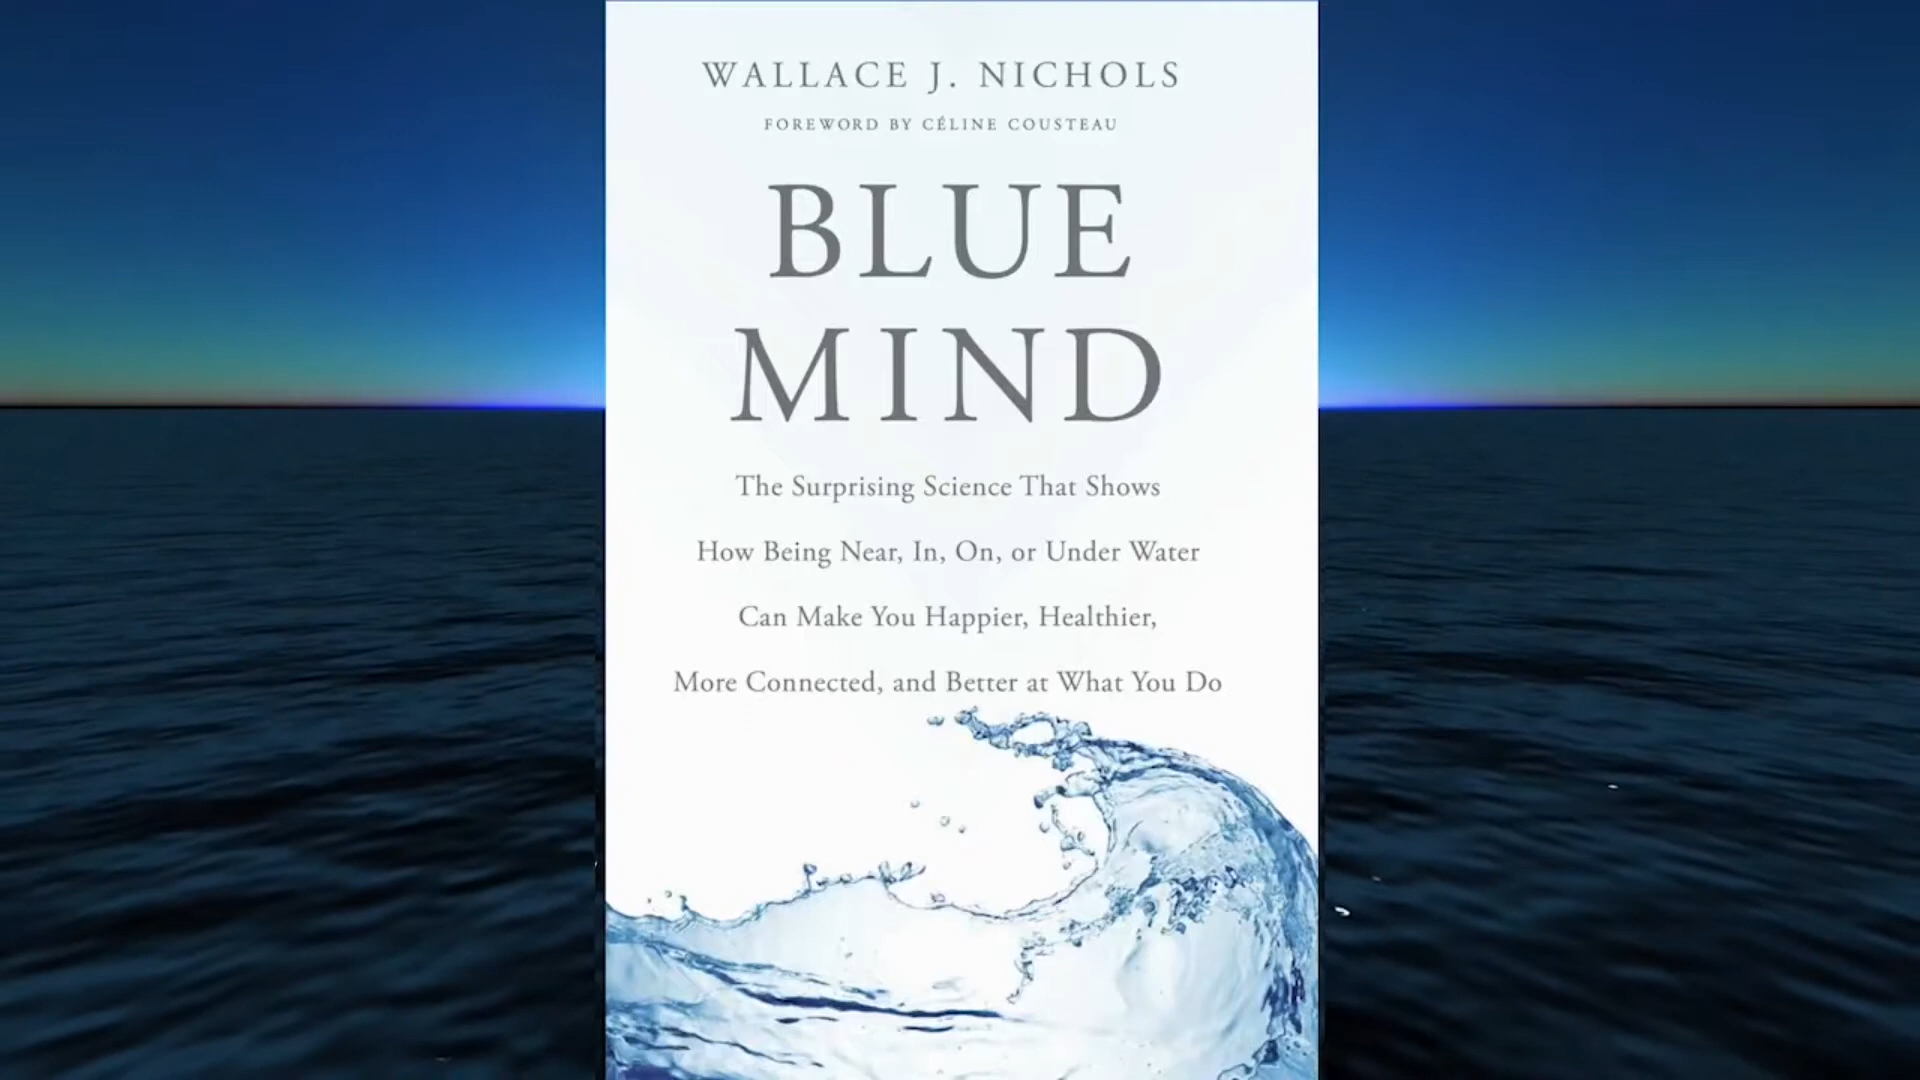 WALLACE J. NICHOLS
FOREWORD BY CÉLINE COUSTEAU
BLUE
MIND
The Surprising Science That Shows
How Being Near, In, On, or Under Water
Can Make You Happier, Healthier,
More Connected, and Better at What You Do